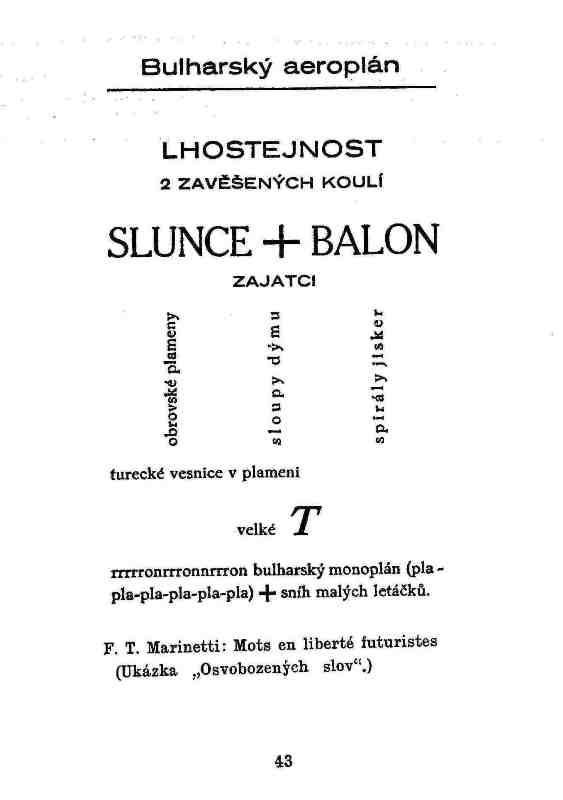 Bulharský aeroplán
LHOSTEJNOST
2 ZAVĚŠENÝCH KOULÍ
SLUNCE + BALON
ZAJATCI
obrovské plameny
sloupy dýmu
spirály jisker
turecké vesnice v plameni
velké T
rrrrronrrronnrrron bulharský monoplán (pla-
pla-pla-pla-pla-pla) + sníh malých letáčků.
F. T. Marinetti: Mots en liberté futuristes
(Ukázka „Osvobozených slov“.)
43